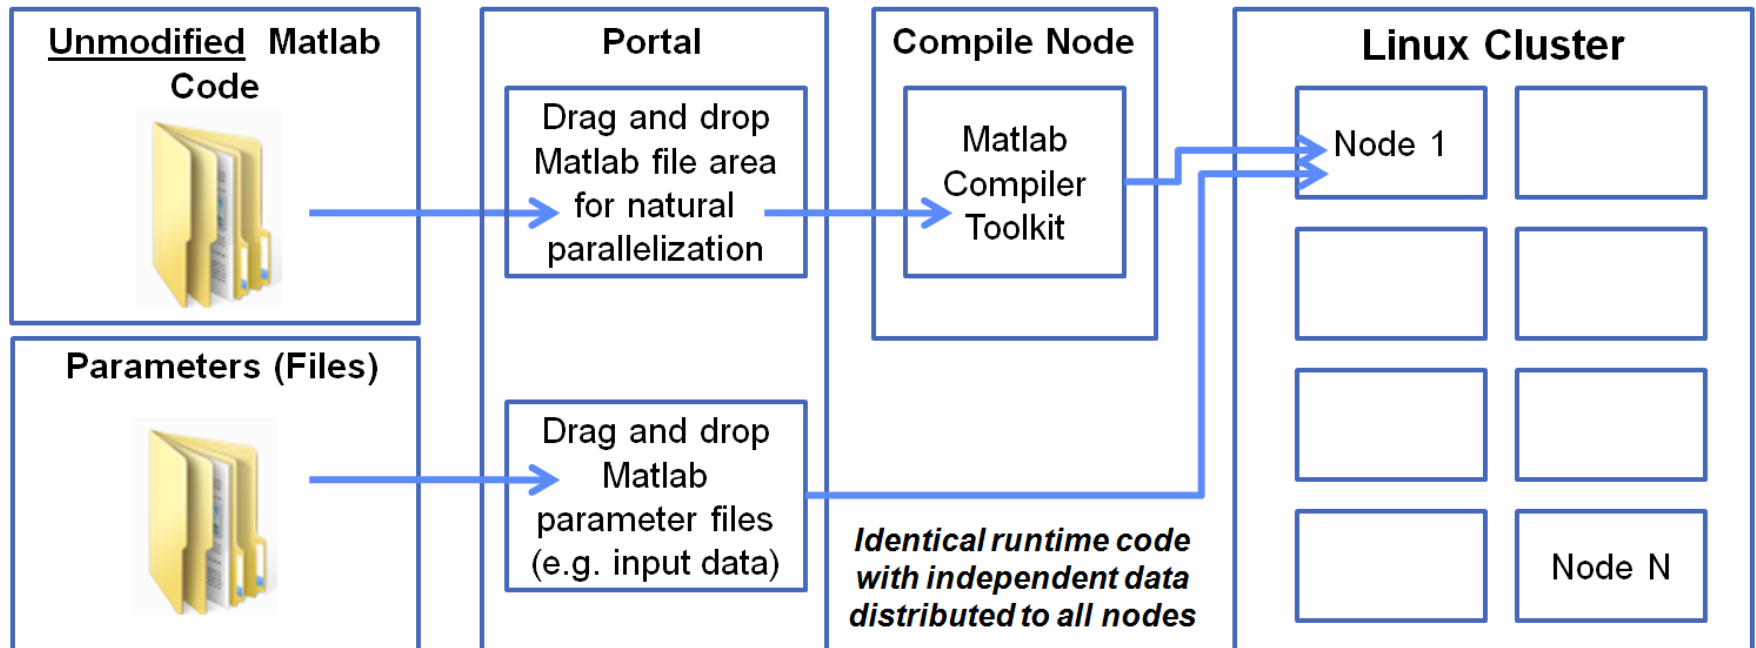 Unmodified Matlab
Code
Portal
Drag and drop
Matlab file area
for natural
parallelization
Compile Node
Matlab
Compiler
Toolkit
Linux Cluster
Node 1
Parameters (Files)
Drag and drop
Matlab
parameter files
(e.g. input data)
Identical runtime code
with independent data
distributed to all nodes
Node N